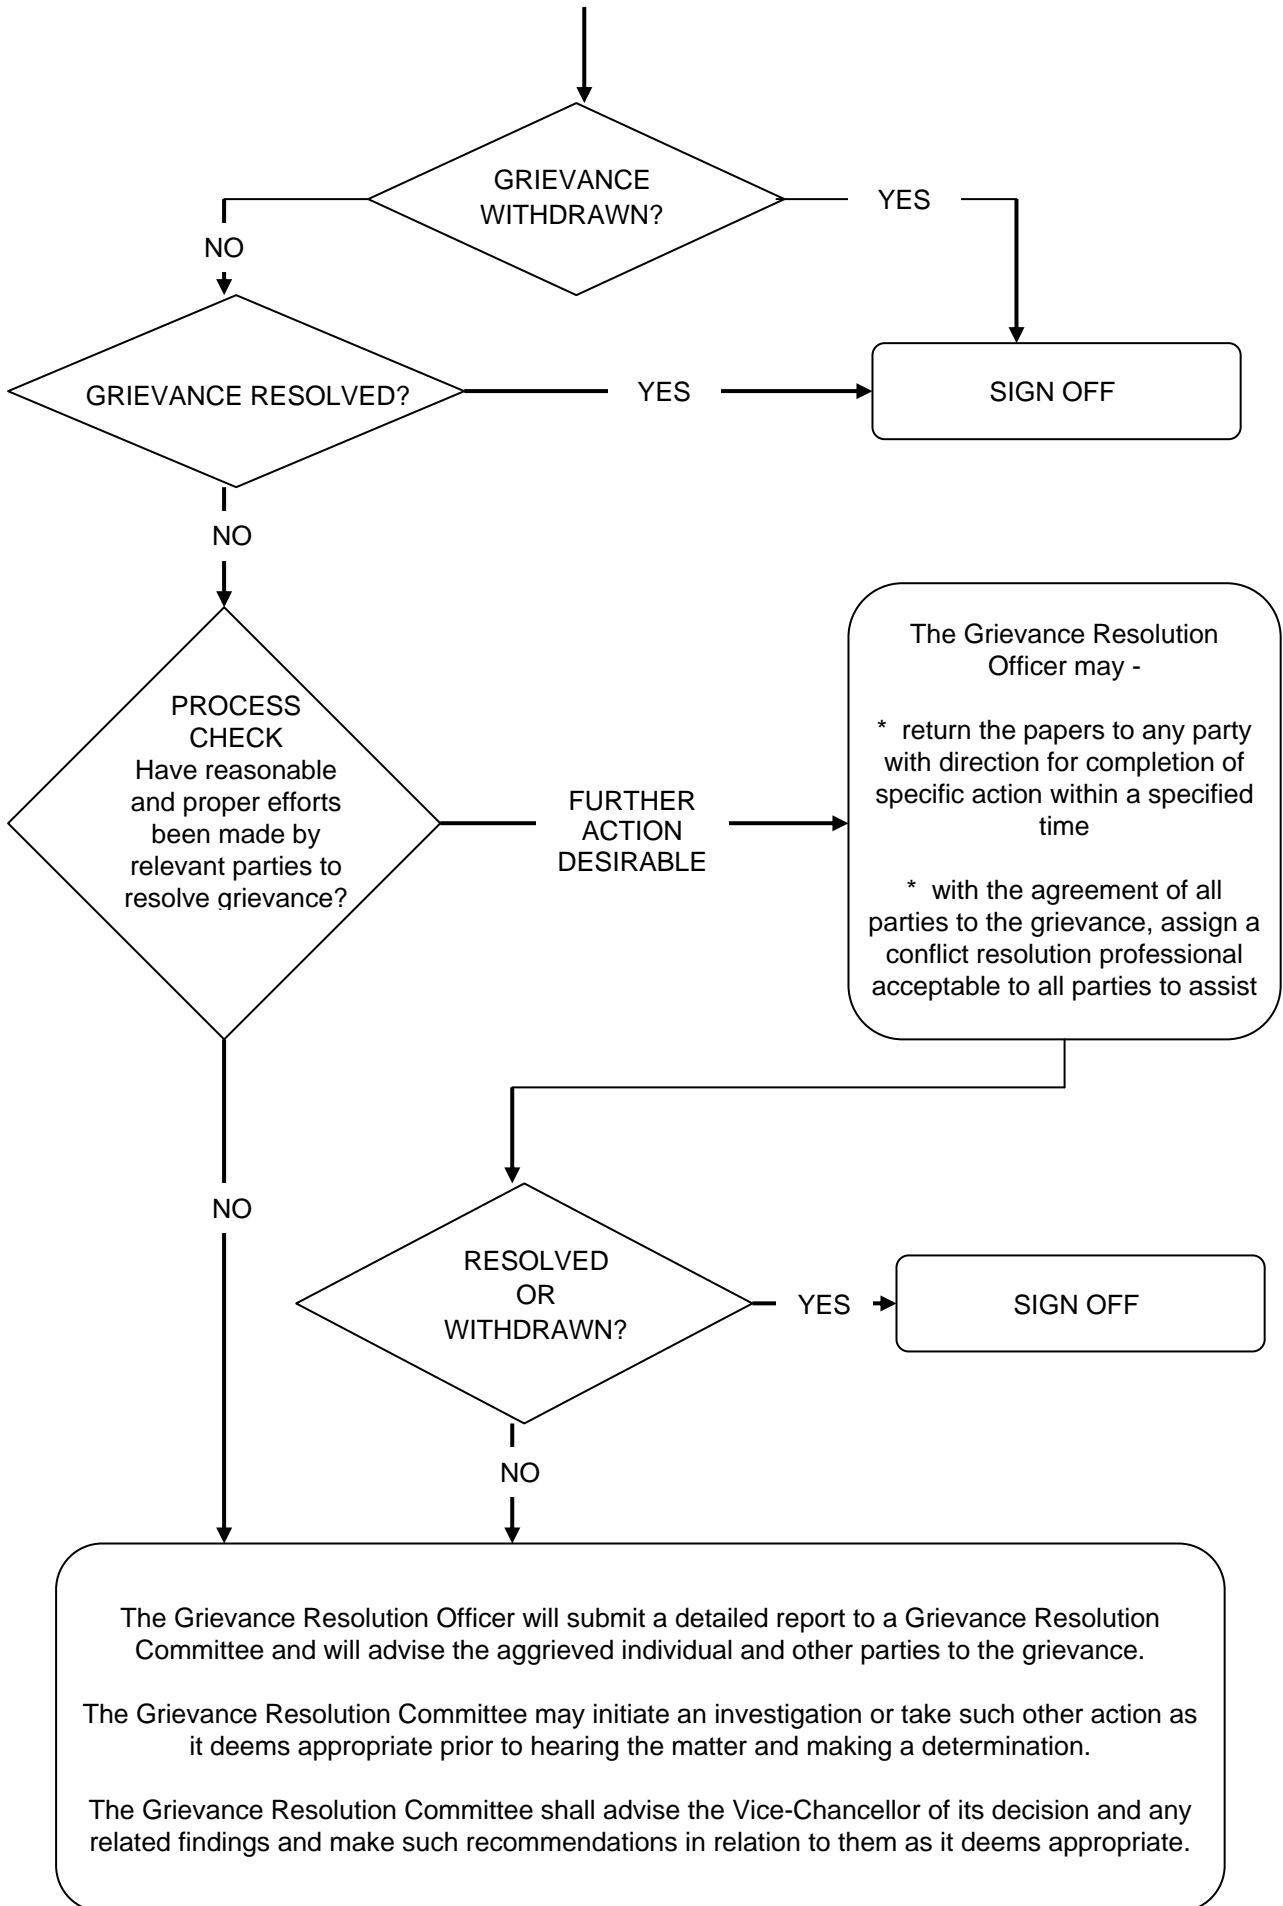 GRIEVANCE
WITHDRAWN?
YES
NO
GRIEVANCE RESOLVED?
YES
SIGN OFF
NO
PROCESS
CHECK
Have reasonable
and proper efforts
been made by
relevant parties to
resolve grievance?
FURTHER
ACTION
DESIRABLE
The Grievance Resolution
Officer may -
* return the papers to any party
with direction for completion of
specific action within a specified
time
* with the agreement of all
parties to the grievance, assign a
conflict resolution professional
acceptable to all parties to assist
NO
RESOLVED
OR
WITHDRAWN?
YES
SIGN OFF
NO
The Grievance Resolution Officer will submit a detailed report to a Grievance Resolution
Committee and will advise the aggrieved individual and other parties to the grievance.
The Grievance Resolution Committee may initiate an investigation or take such other action as
it deems appropriate prior to hearing the matter and making a determination.
The Grievance Resolution Committee shall advise the Vice-Chancellor of its decision and any
related findings and make such recommendations in relation to them as it deems appropriate.